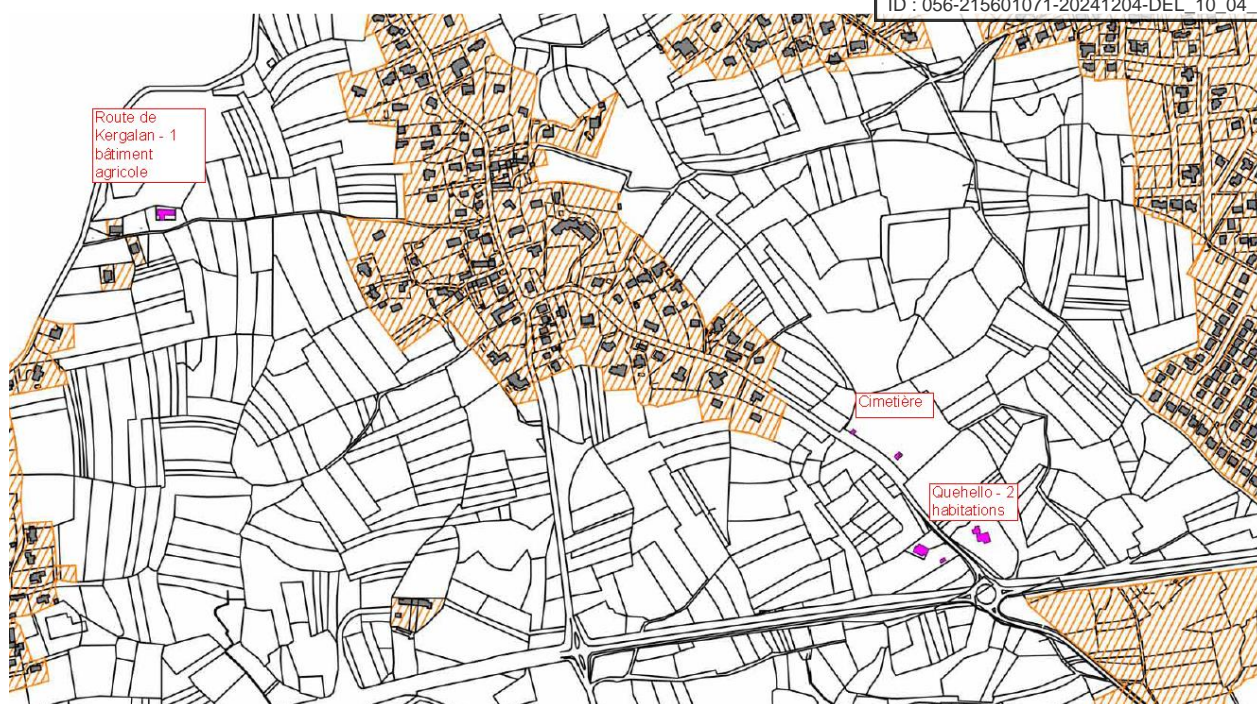 ID : 056-215601071-20241204-DEL_10_04_
Route de
Kergalan - 1
bâtiment
agricole
Cimetière
Quehello - 2
habitations